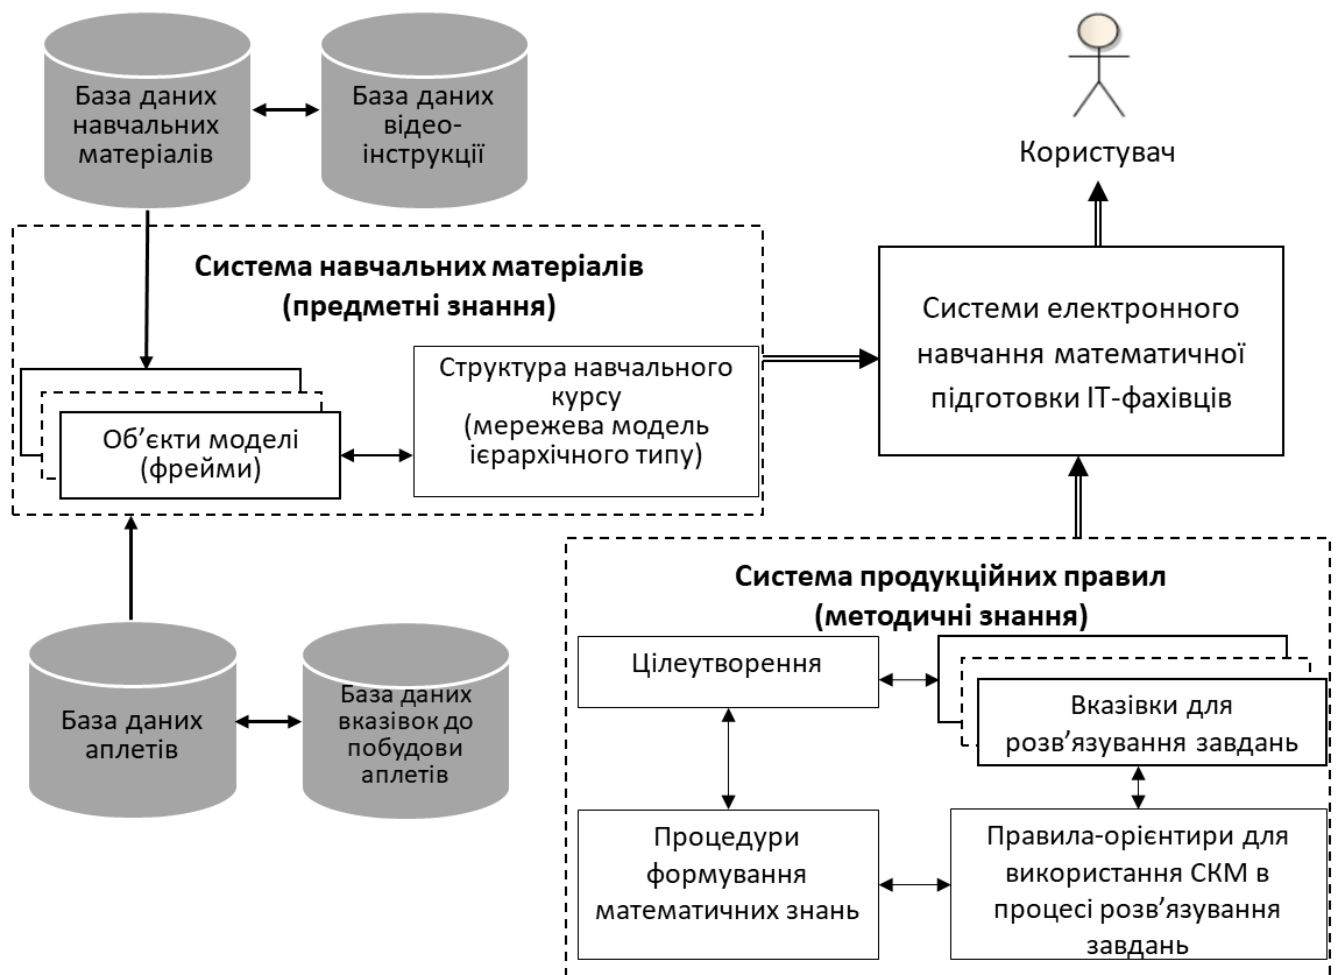 База даних
навчальних
матеріалів
База даних
відео-
інструкції
Користувач
Система навчальних матеріалів
(предметні знання)
Об’єкти моделі
(фрейми)
Структура навчального
курсу
(мережева модель
ієрархічного типу)
Системи електронного
навчання математичної
підготовки ІТ-фахівців
База даних
аплетів
База даних
вказівок до
побудови
аплетів
Система продукційних правил
(методичні знання)
Цілеутворення
Вказівки для
розв’язування завдань
Процедури
формування
математичних знань
Правила-орієнтири для
використання СКМ в
процесі розв’язування
завдань